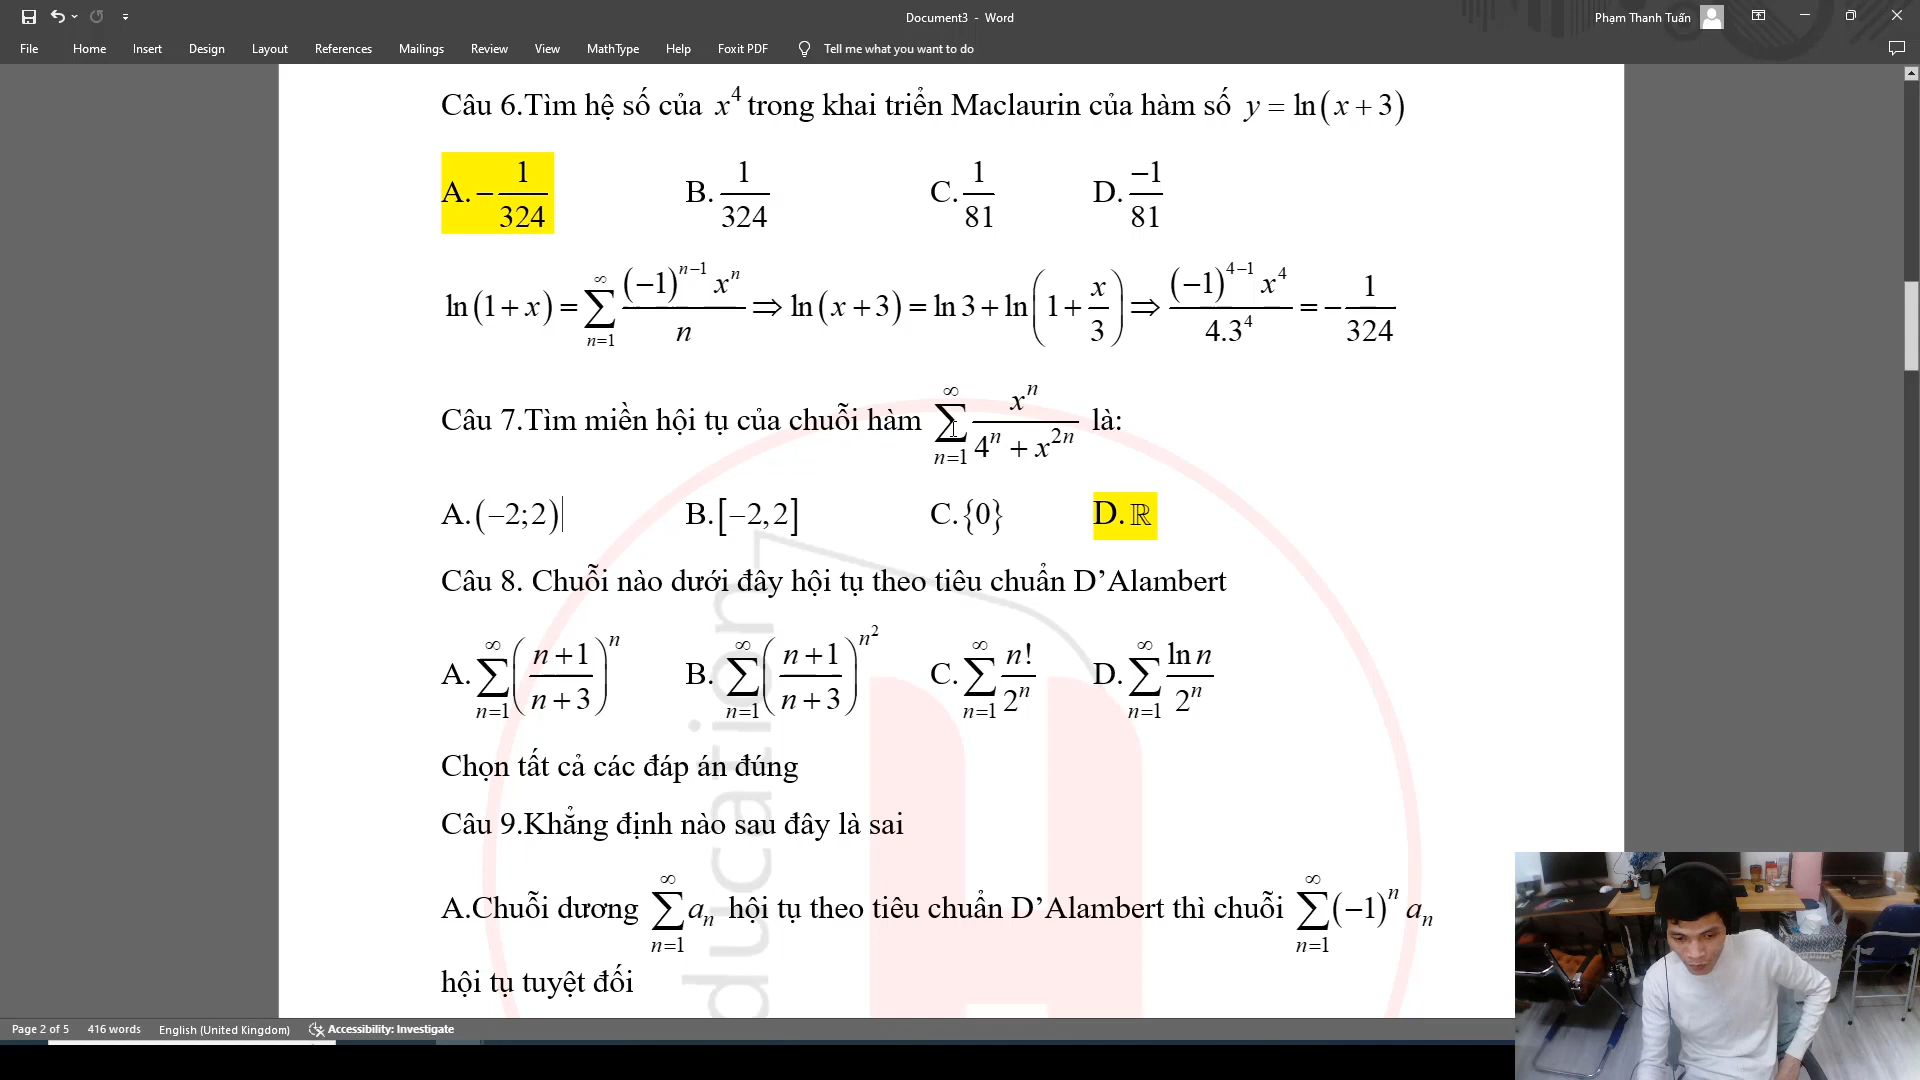 Document3 - Word
Phạm Thanh Tuấn
File Home Insert Design Layout References Mailings Review View MathType Help Foxit PDF Tell me what you want to do
Câu 6.Tìm hệ số của x^4 trong khai triển Maclaurin của hàm số y = ln(x + 3)
A. −1/324 B. 1/324 C. 1/81 D. −1/81
ln(1 + x) = ∑_{n=1}^{∞} (−1)^{n−1} x^n / n ⇒ ln(x + 3) = ln 3 + ln(1 + x/3) ⇒ (−1)^{4−1} x^4 / 4.3^4 = −1/324
Câu 7.Tìm miền hội tụ của chuỗi hàm ∑_{n=1}^{∞} x^n / (4^n + x^{2n}) là:
A. (−2;2) B. [−2,2] C. {0} D. ℝ
Câu 8. Chuỗi nào dưới đây hội tụ theo tiêu chuẩn D’Alambert
A. ∑_{n=1}^{∞} ((n+1)/(n+3))^n B. ∑_{n=1}^{∞} ((n+1)/(n+3))^{n^2} C. ∑_{n=1}^{∞} n!/2^n D. ∑_{n=1}^{∞} ln n/2^n
Chọn tất cả các đáp án đúng
Câu 9.Khẳng định nào sau đây là sai
A.Chuỗi dương ∑_{n=1}^{∞} a_n hội tụ theo tiêu chuẩn D’Alambert thì chuỗi ∑_{n=1}^{∞} (−1)^n a_n
hội tụ tuyệt đối
ducation
Page 2 of 5 416 words English (United Kingdom) Accessibility: Investigate